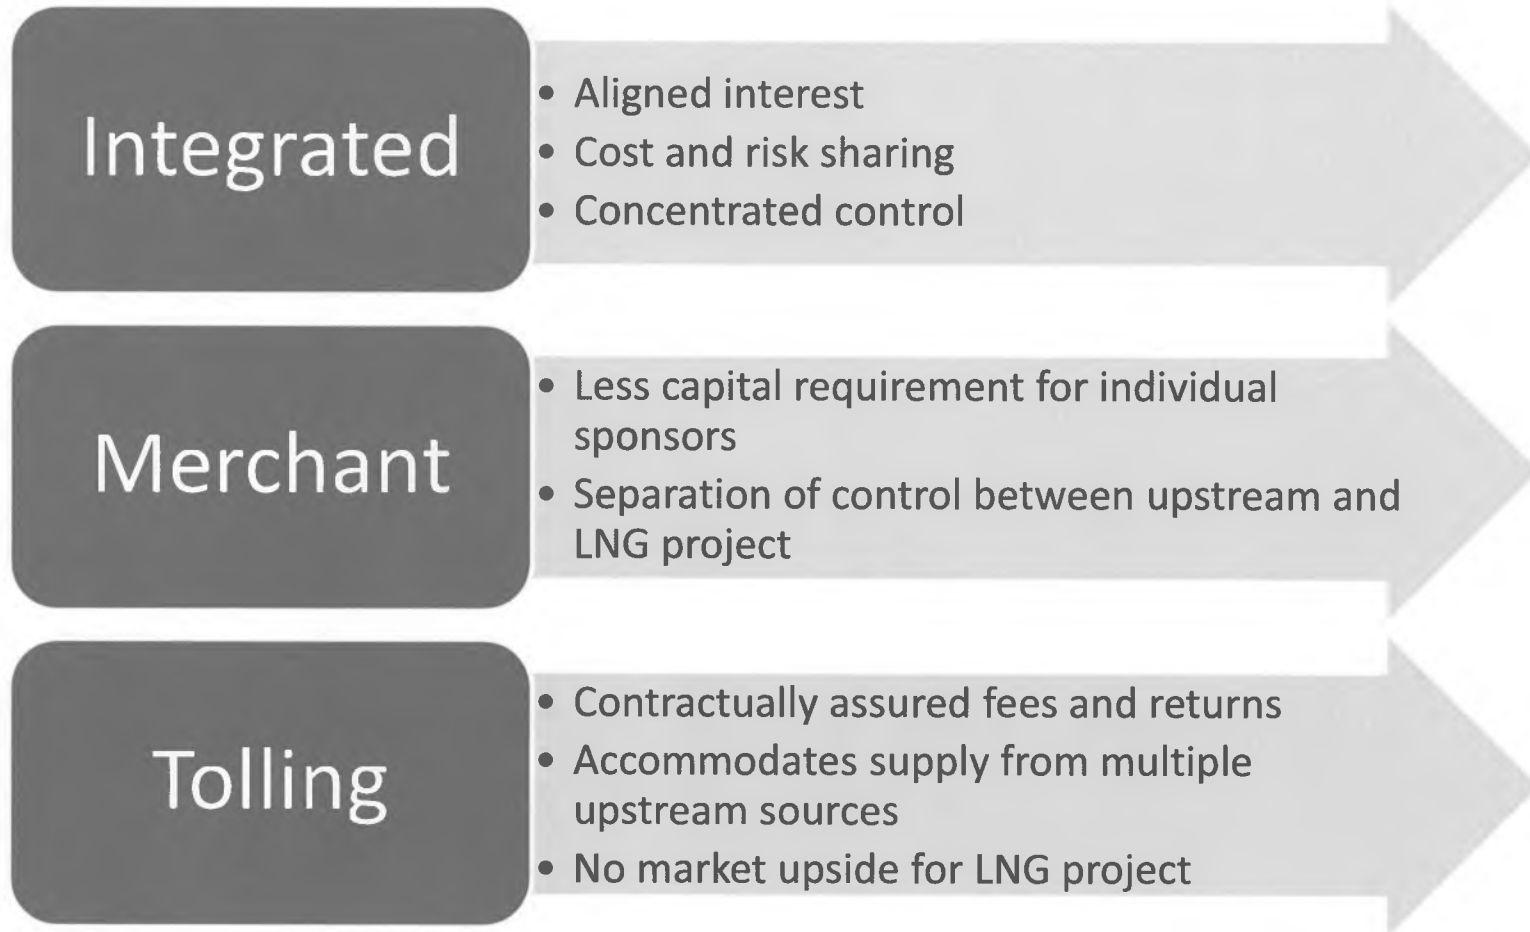 Integrated
• Aligned interest
• Cost and risk sharing
• Concentrated control
Merchant
• Less capital requirement for individual
sponsors
• Separation of control between upstream and
LNG project
Tolling
• Contractually assured fees and returns
• Accommodates supply from multiple
upstream sources
• No market upside for LNG project